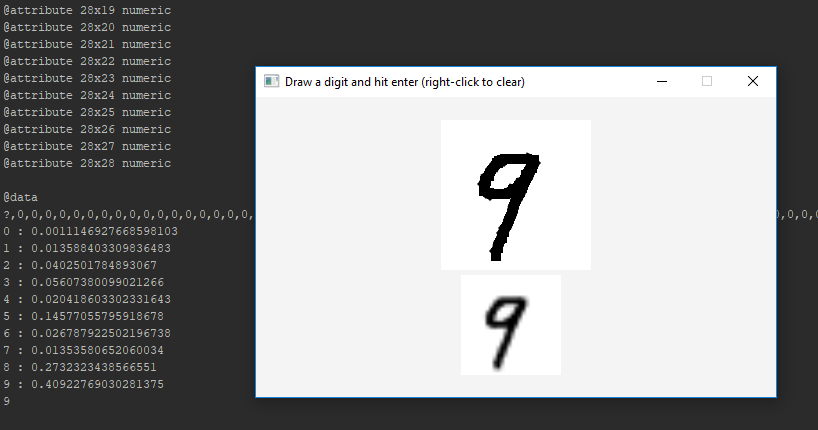 @attribute 28x19 numeric
@attribute 28x20 numeric
@attribute 28x21 numeric
@attribute 28x22 numeric
@attribute 28x23 numeric
@attribute 28x24 numeric
@attribute 28x25 numeric
@attribute 28x26 numeric
@attribute 28x27 numeric
@attribute 28x28 numeric
@data
?,0,0,0,0,0,0,0,0,0,0,0,0,0,0,0,0,0, 0,0,0,0
0 : 0.0011146927668598103
1 : 0.013588403309836483
2 : 0.0402501784893067
3 : 0.05607380099021266
4 : 0.020418603302331643
5 : 0.14577055795918678
6 : 0.026787922502196738
7 : 0.01353580652060034
8 : 0.2732323438566551
9 : 0.40922769030281375
9
Draw a digit and hit enter (right-click to clear)
9
9